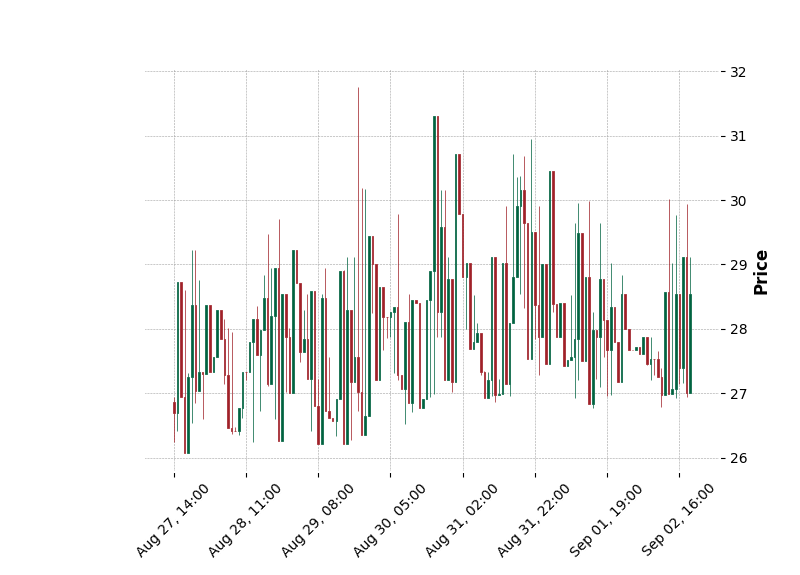 32
31
30
29
28
27
26
Price
Aug 27, 14:00
Aug 28, 11:00
Aug 29, 08:00
Aug 30, 05:00
Aug 31, 02:00
Aug 31, 22:00
Sep 01, 19:00
Sep 02, 16:00